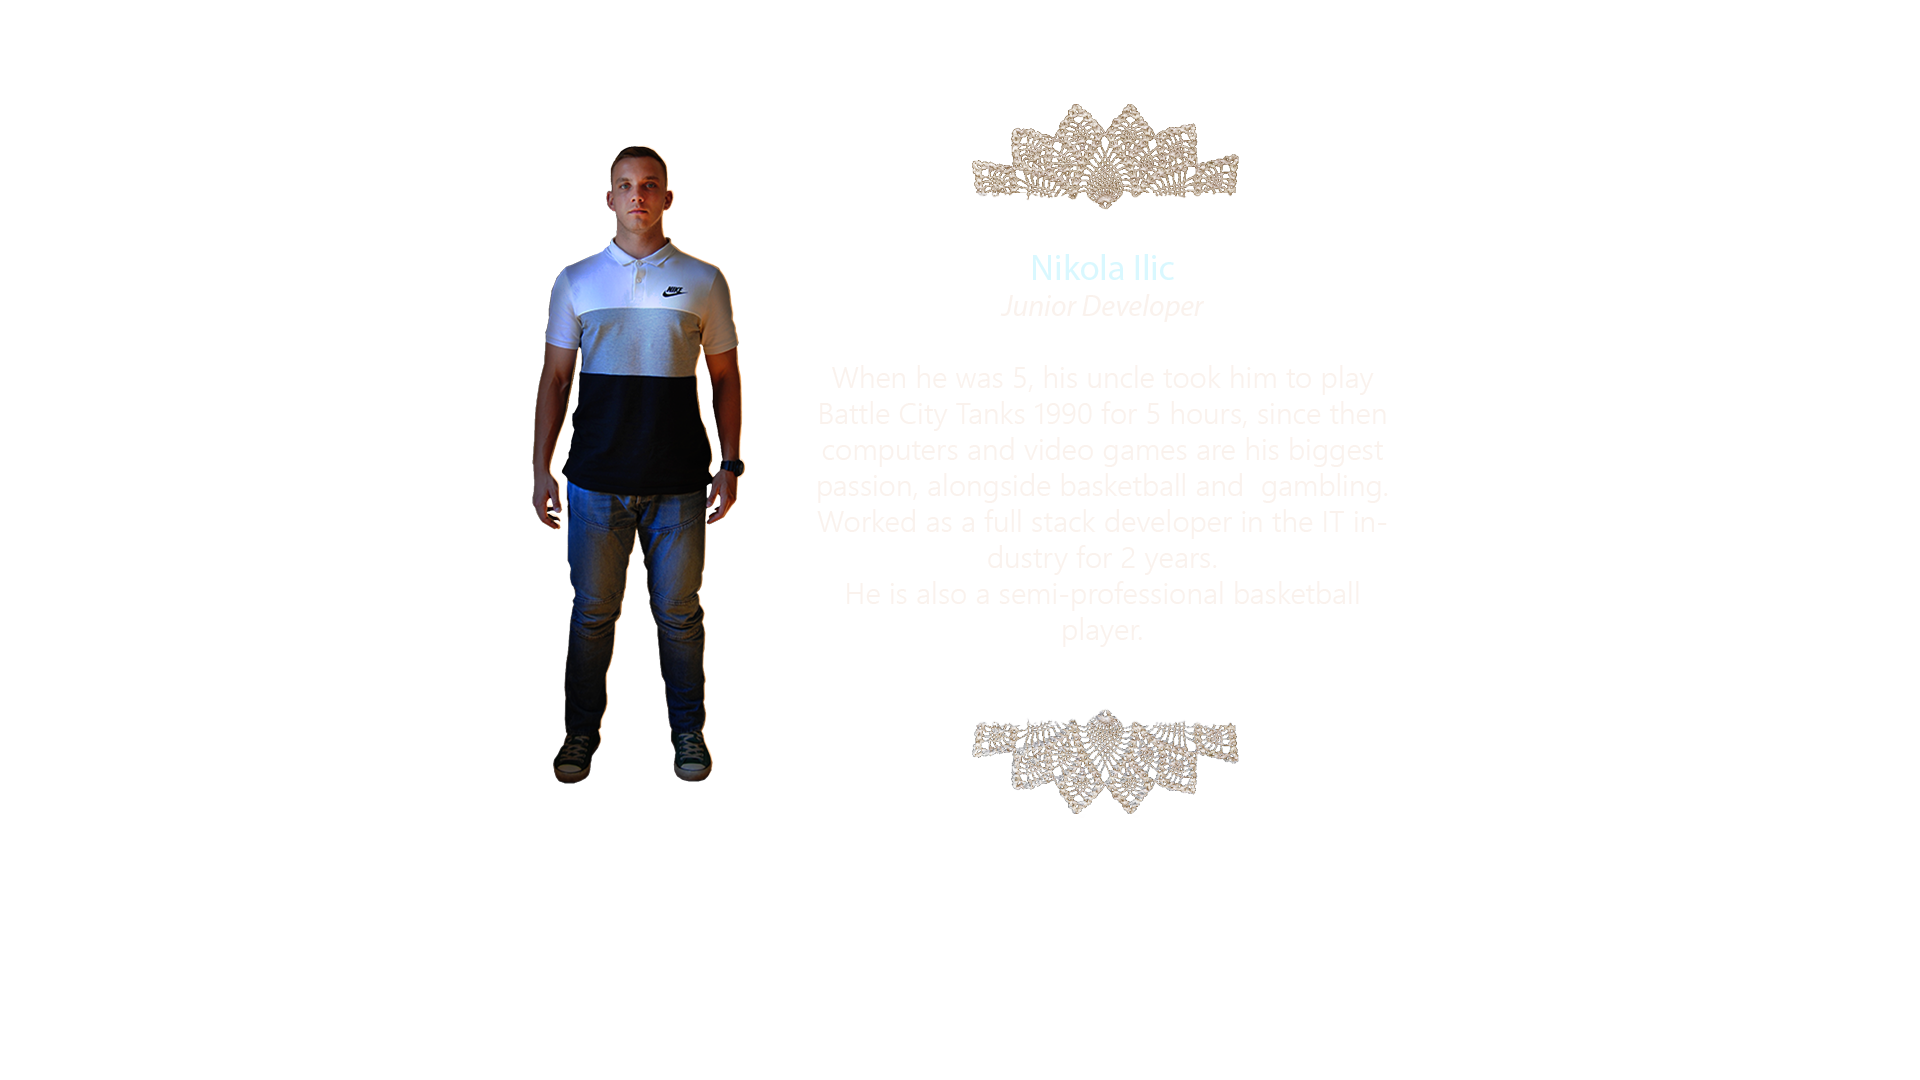 NIKE
Nikola Ilic
Junior Developer
When he was 5, his uncle took him to play
Battle City Tanks 1990 for 5 hours, since then
computers and video games are his biggest
passion, alongside basketball and  gambling.
Worked as a full stack developer in the IT in-
dustry for 2 years.
He is also a semi-professional basketball
player.